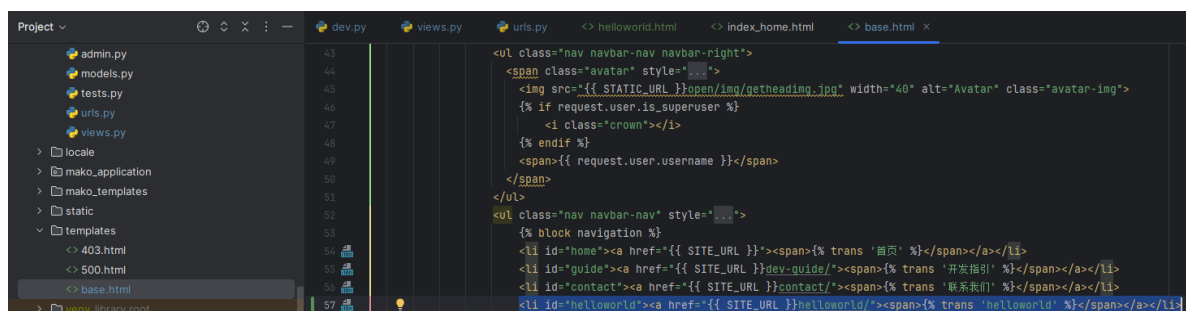 Project
dev.py
views.py
urls.py
helloworld.html
index_home.html
base.html
admin.py
models.py
tests.py
urls.py
views.py
locale
mako_application
mako_templates
static
templates
403.html
500.html
base.html
venv library root
43 <ul class="nav navbar-nav navbar-right">
44 <span class="avatar" style="...">
45 <img src="{{ STATIC_URL }}open/img/getheadimg.jpg" width="40" alt="Avatar" class="avatar-img">
46 {% if request.user.is_superuser %}
47 <i class="crown"></i>
48 {% endif %}
49 <span>{{ request.user.username }}</span>
50 </span>
51 </ul>
52 <ul class="nav navbar-nav" style="...">
53 {% block navigation %}
54 <li id="home"><a href="{{ SITE_URL }}"><span>{% trans '首页' %}</span></a></li>
55 <li id="guide"><a href="{{ SITE_URL }}dev-guide/"><span>{% trans '开发指引' %}</span></a></li>
56 <li id="contact"><a href="{{ SITE_URL }}contact/"><span>{% trans '联系我们' %}</span></a></li>
57 <li id="helloworld"><a href="{{ SITE_URL }}helloworld/"><span>{% trans 'helloworld' %}</span></a></li>